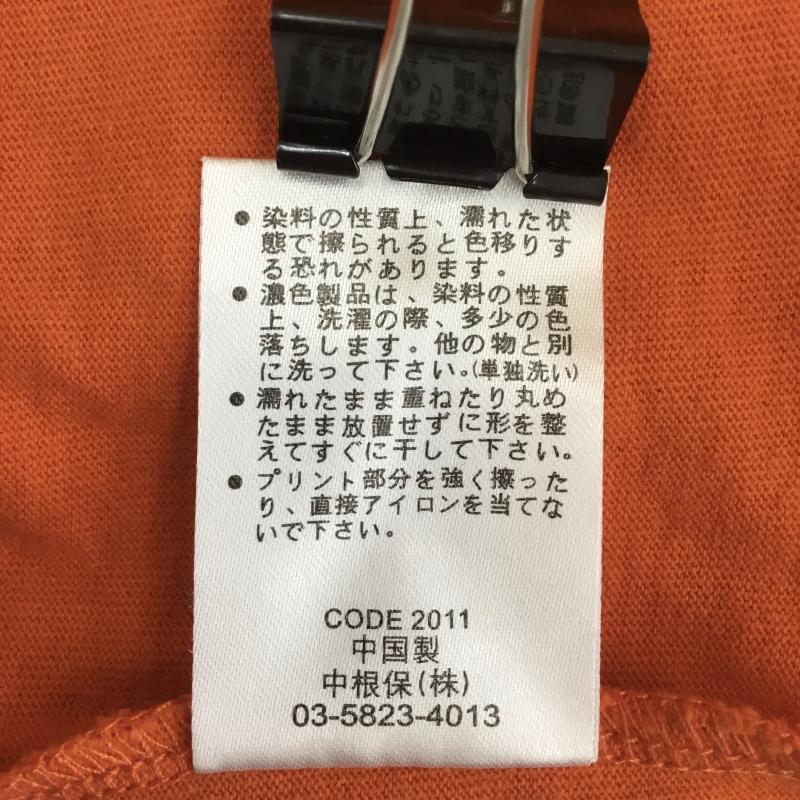 ● 染料の性質上、濡れた状
態で擦られると色移りす
る恐れがあります。
● 濃色製品は、染料の性質
上、洗濯の際、多少の色
落ちします。他の物と別
に洗って下さい。(単独洗い)
● 濡れたまま重ねたり丸め
たまま放置せずに形を整
えてすぐに干して下さい。
● プリント部分を強く擦った
り、直接アイロンを当てな
いで下さい。
CODE 2011
中国製
中根保(株)
03-5823-4013